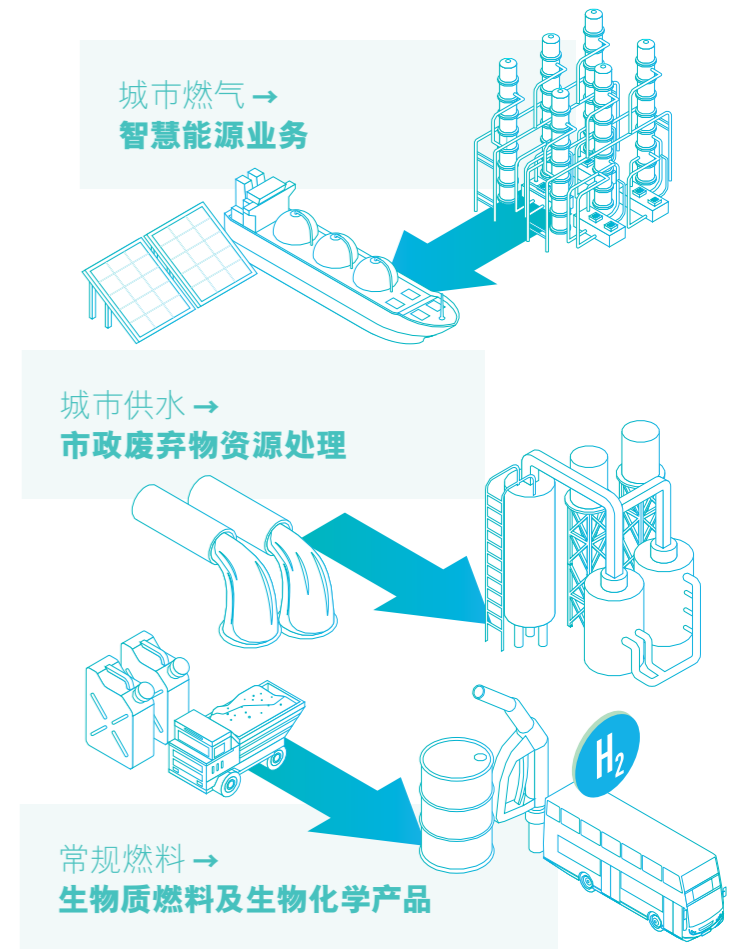 城市燃气→
智慧能源业务
城市供水→
市政废弃物资源处理
H₂
常规燃料→
生物质燃料及生物化学产品